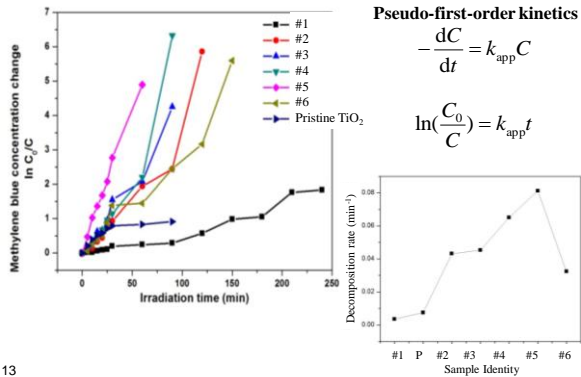 Pseudo-first-order kinetics
7
6
5
4
3
2
1
0
#1
#2
#3
#4
#5
#6
Pristine TiO₂
Methylene blue concentration change
ln C₀/C
0 50 100 150 200 250
Irradiation time (min)
−dC/dt = k_app C
ln(C₀/C) = k_app t
0.08
0.06
0.04
0.02
0.00
Decomposition rate (min⁻¹)
#1 P #2 #3 #4 #5 #6
Sample Identity
13